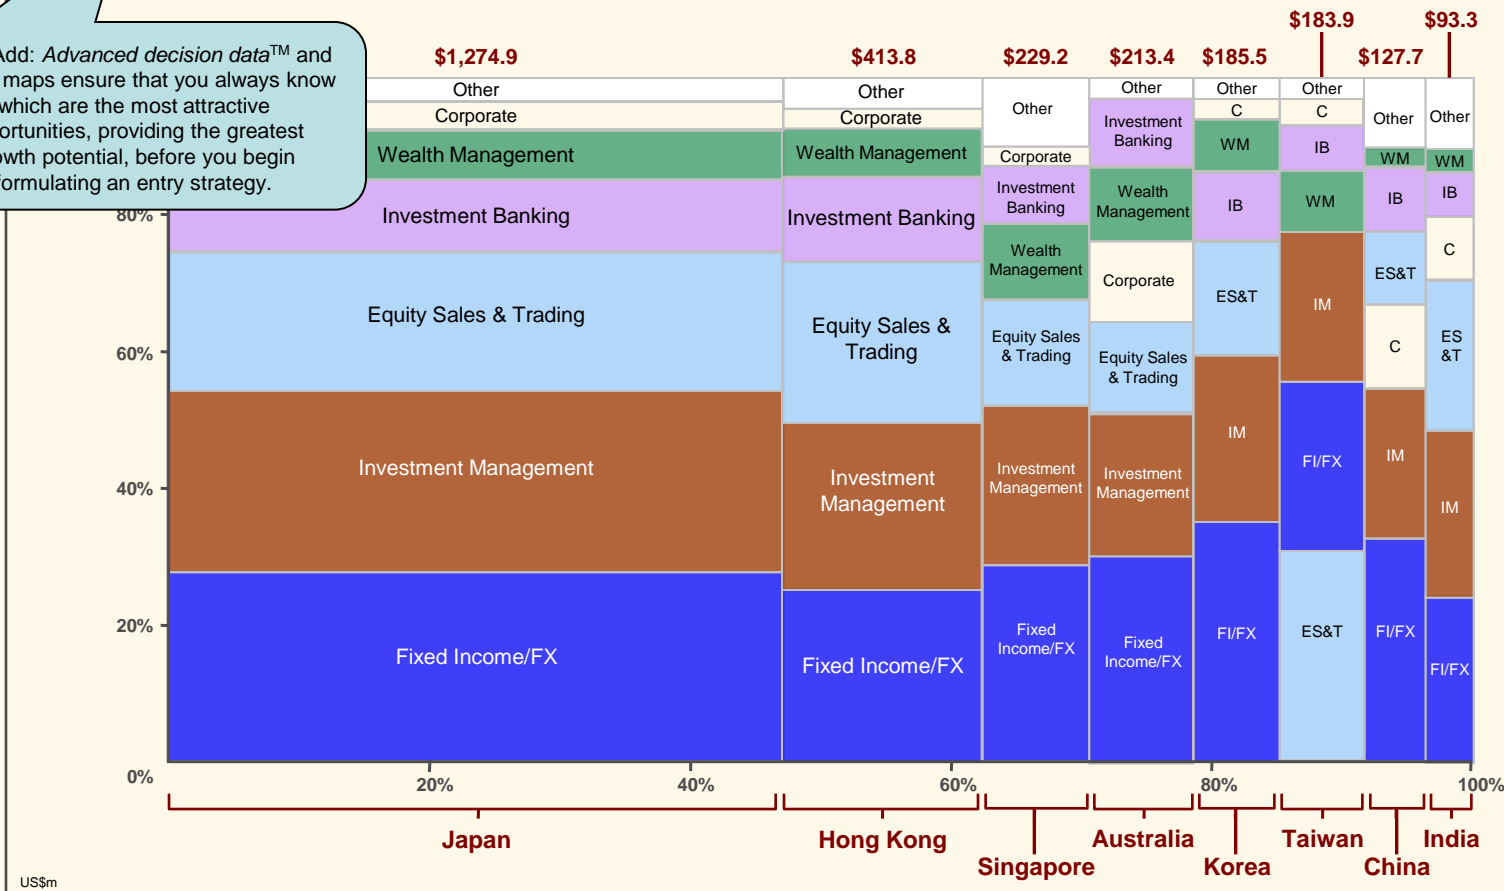 $183.9 $93.3
$1,274.9 $413.8 $229.2 $213.4 $185.5 $127.7
Add: Advanced decision data™ and
maps ensure that you always know
which are the most attractive
providing the greatest
potential, before you begin
formulating an entry strategy.
80%
60%
40%
20%
0%
Other
Corporate
Wealth Management
Investment Banking
Equity Sales & Trading
Investment Management
Fixed Income/FX
Other
Corporate
Wealth Management
Investment Banking
Equity Sales &
Trading
Investment
Management
Fixed Income/FX
Other
Corporate
Investment
Banking
Wealth
Management
Equity Sales
& Trading
Investment
Management
Fixed
Income/FX
Other
Investment
Banking
Wealth
Management
Corporate
Equity Sales
& Trading
Investment
Management
Fixed
Income/FX
Other
C
WM
IB
ES&T
IM
FI/FX
Other
C
IB
WM
IM
FI/FX
ES&T
Other
WM
IB
ES&T
C
IM
FI/FX
Other
WM
IB
C
ES
&T
IM
FI/FX
20% 40% 60% 80% 100%
Japan Hong Kong Australia Taiwan India
Singapore Korea China
US$m